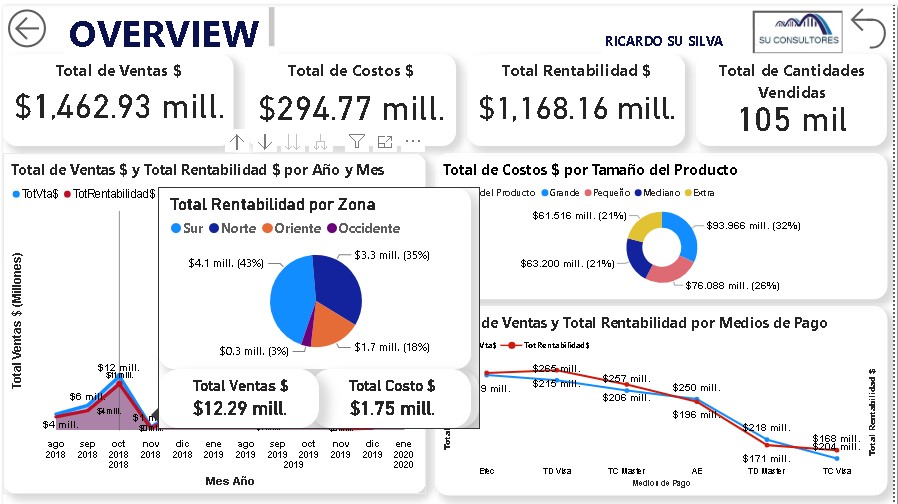 OVERVIEW
RICARDO SU SILVA
SU CONSULTORES
Total de Ventas $
$1,462.93 mill.
Total de Costos $
$294.77 mill.
Total Rentabilidad $
$1,168.16 mill.
Total de Cantidades
Vendidas
105 mil
Total de Ventas $ y Total Rentabilidad $ por Año y Mes
TotVta$ TotRentabilidad$
Total Ventas $ (Millones)
$12 mill.
$11 mill.
$6 mill.
$4 mill.
$4 mill.
ago sep oct nov dic ene ago sep oct nov dic ene
2018 2018 2018 2018 2018 2019 2019 2019 2019 2019 2019 2020
2019
Mes Año
Total Rentabilidad por Zona
Sur Norte Oriente Occidente
$4.1 mill. (43%)
$3.3 mill. (35%)
$0.3 mill. (3%)
$1.7 mill. (18%)
Total Ventas $
$12.29 mill.
Total Costo $
$1.75 mill.
Total de Costos $ por Tamaño del Producto
del Producto Grande Pequeño Mediano Extra
$61.516 mill. (21%)
$93.966 mill. (32%)
$63.200 mill. (21%)
$76.088 mill. (26%)
de Ventas y Total Rentabilidad por Medios de Pago
Vta$ TotRentabilidad$
9 mill.
$265 mill.
$215 mill.
$257 mill.
$206 mill.
$250 mill.
$196 mill.
$218 mill.
$171 mill.
$168 mill.
$204 mill.
Total
Total Rentabilidad $
Efec TD Visa TC Master AE TD Master TC Visa
Medios de Pago